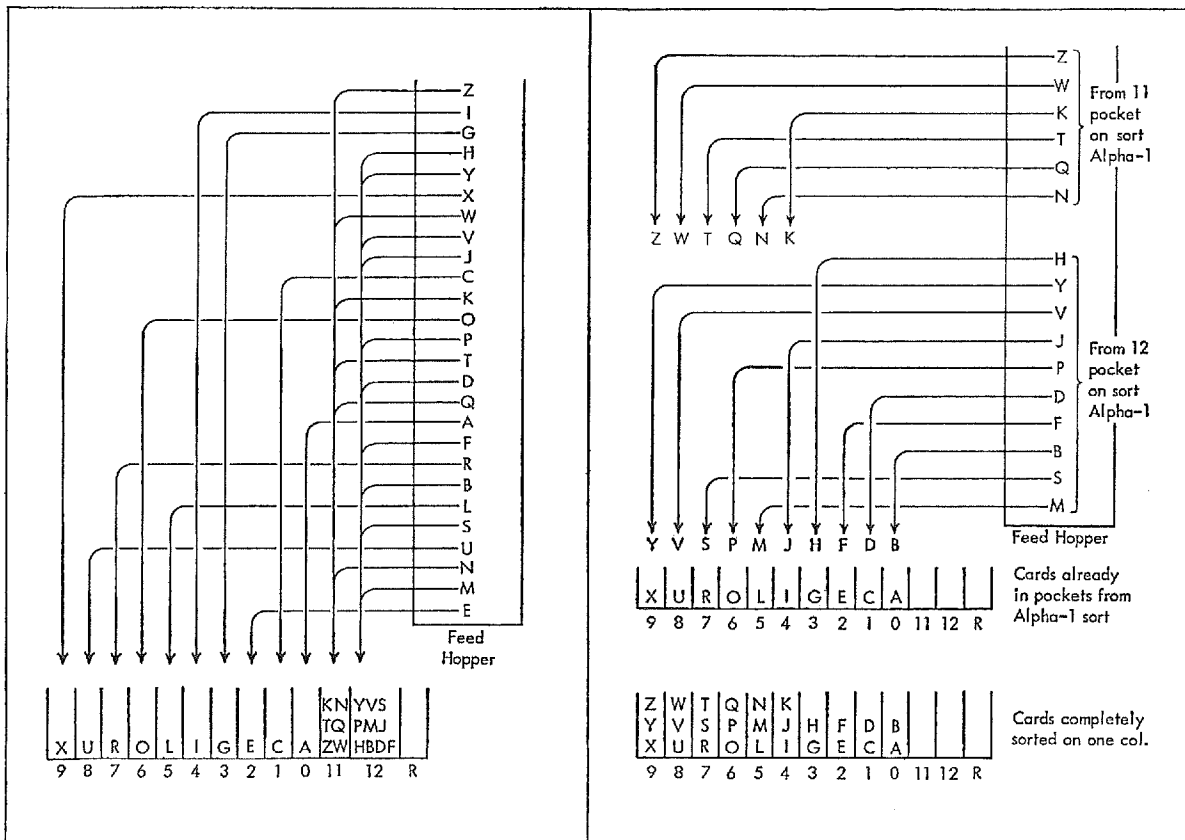 Z
I
G
H
Y
X
W
V
J
C
K
O
P
T
D
Q
A
F
R
B
L
S
U
N
M
E
Feed
Hopper
KN YVS
TQ PMJ
X U R O L I G E C A ZW HBDF
9 8 7 6 5 4 3 2 1 0 11 12 R
Z
W
K
T
Q
N
From 11
pocket
on sort
Alpha-1
Z W T Q N K
H
Y
V
J
P
D
F
B
S
M
From 12
pocket
on sort
Alpha-1
Feed Hopper
Y V S P M J H F D B
X U R O L I G E C A
9 8 7 6 5 4 3 2 1 0 11 12 R
Cards already
in pockets from
Alpha-1 sort
Z W T Q N K
Y V S P M J H F D B
X U R O L I G E C A
9 8 7 6 5 4 3 2 1 0 11 12 R
Cards completely
sorted on one col.